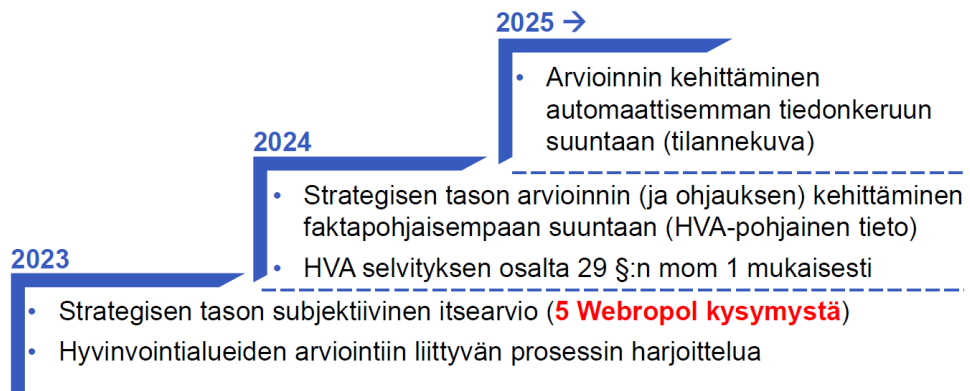 2025 →
• Arvioinnin kehittäminen
automaattisemman tiedonkeruun
suuntaan (tilannekuva)
2024
• Strategisen tason arvioinnin (ja ohjauksen) kehittäminen
faktapohjaisempaan suuntaan (HVA-pohjainen tieto)
• HVA selvityksen osalta 29 §:n mom 1 mukaisesti
2023
• Strategisen tason subjektiivinen itsearvio (5 Webropol kysymystä)
• Hyvinvointialueiden arviointiin liittyvän prosessin harjoittelua